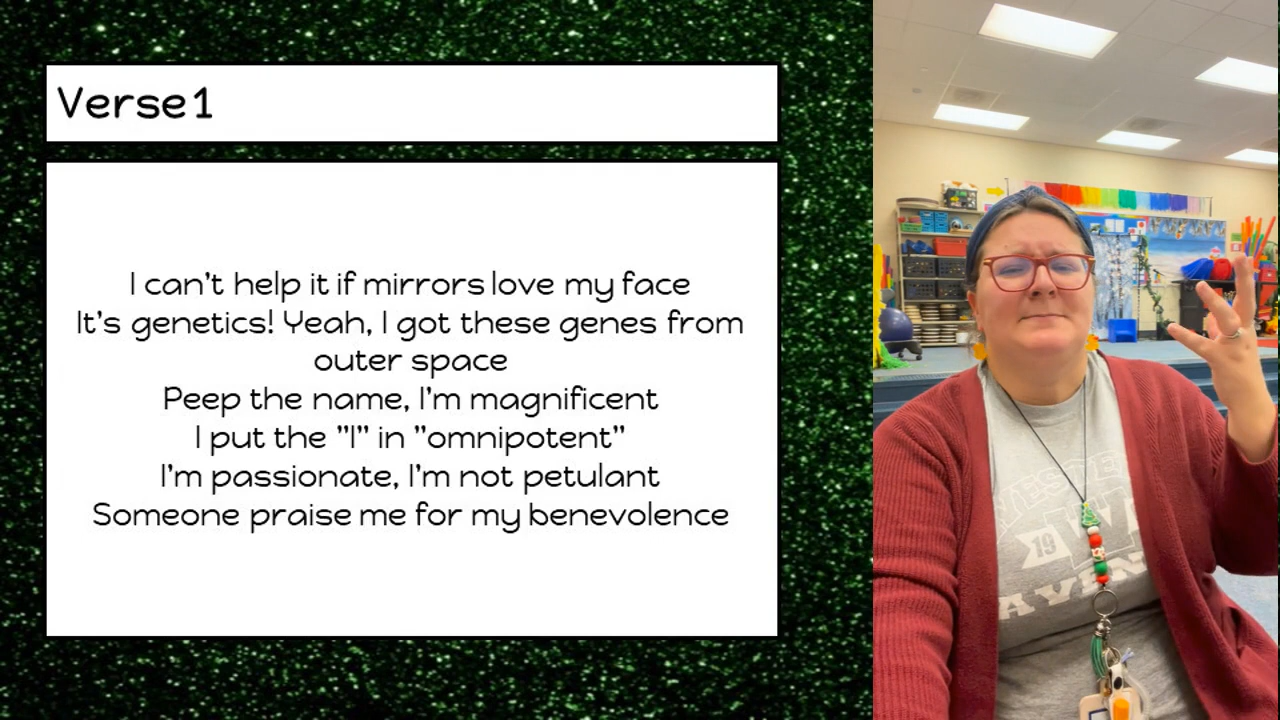 Verse 1
I can't help it if mirrors love my face
It's genetics! Yeah, I got these genes from
outer space
Peep the name, I'm magnificent
I put the "I" in "omnipotent"
I'm passionate, I'm not petulant
Someone praise me for my benevolence
19